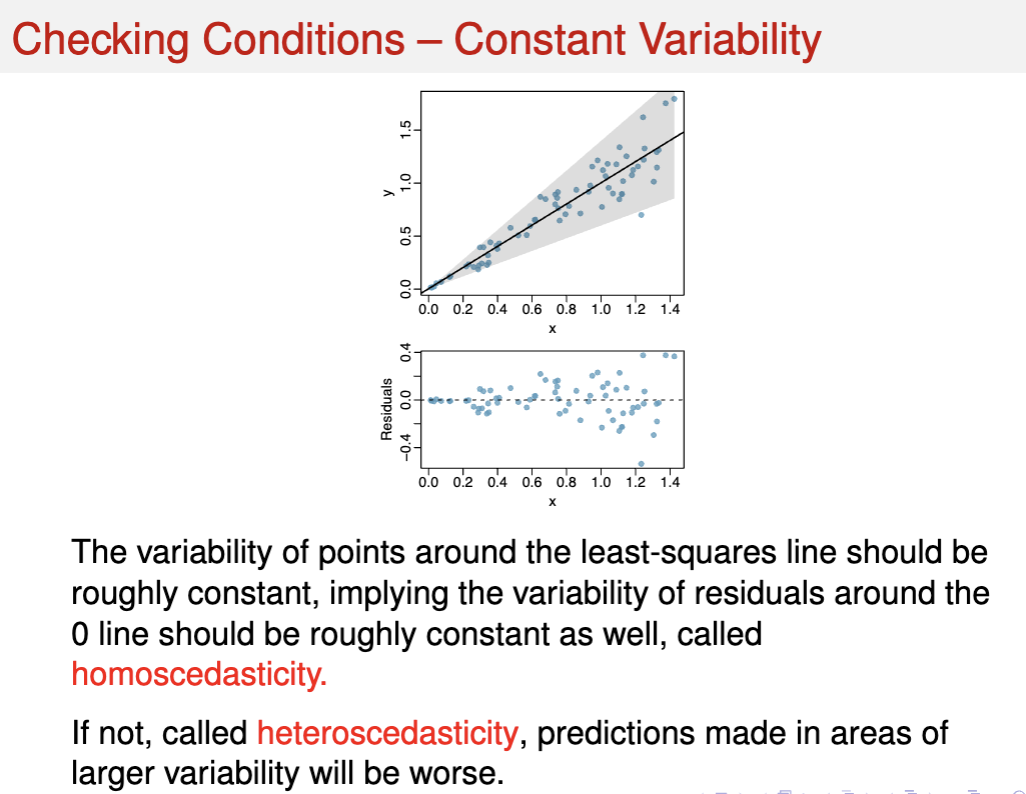 Checking Conditions – Constant Variability
y
0.0 0.5 1.0 1.5
0.0 0.2 0.4 0.6 0.8 1.0 1.2 1.4
x
Residuals
−0.4 0.0 0.4
0.0 0.2 0.4 0.6 0.8 1.0 1.2 1.4
x
The variability of points around the least-squares line should be
roughly constant, implying the variability of residuals around the
0 line should be roughly constant as well, called
homoscedasticity.
If not, called heteroscedasticity, predictions made in areas of
larger variability will be worse.